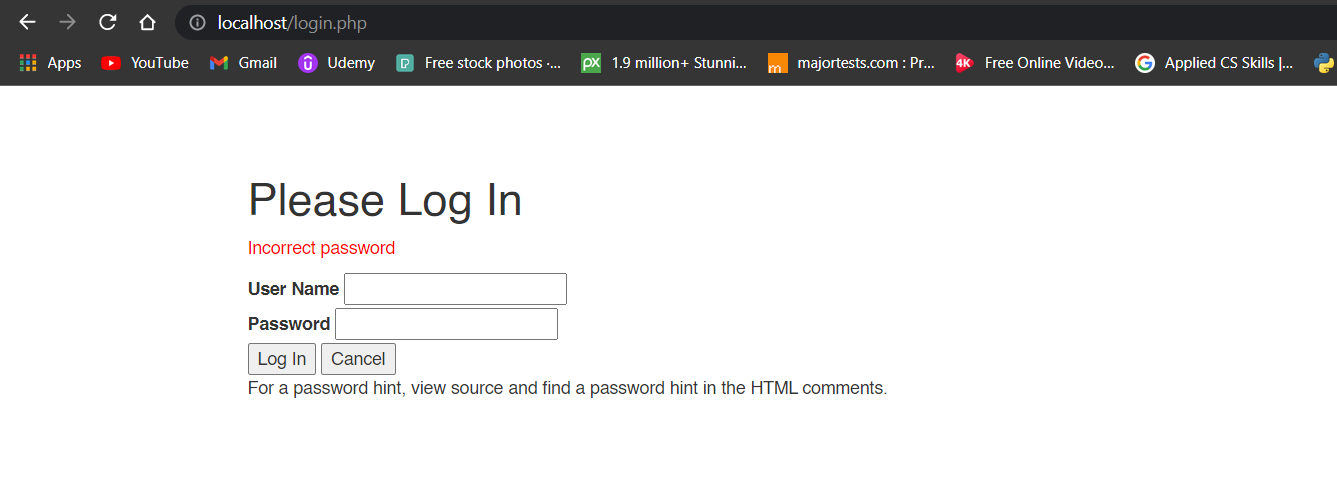 localhost/login.php
Apps YouTube Gmail Udemy Free stock photos ·... 1.9 million+ Stunni... majortests.com : Pr... Free Online Video... Applied CS Skills |...
Please Log In
Incorrect password
User Name
Password
Log In Cancel
For a password hint, view source and find a password hint in the HTML comments.